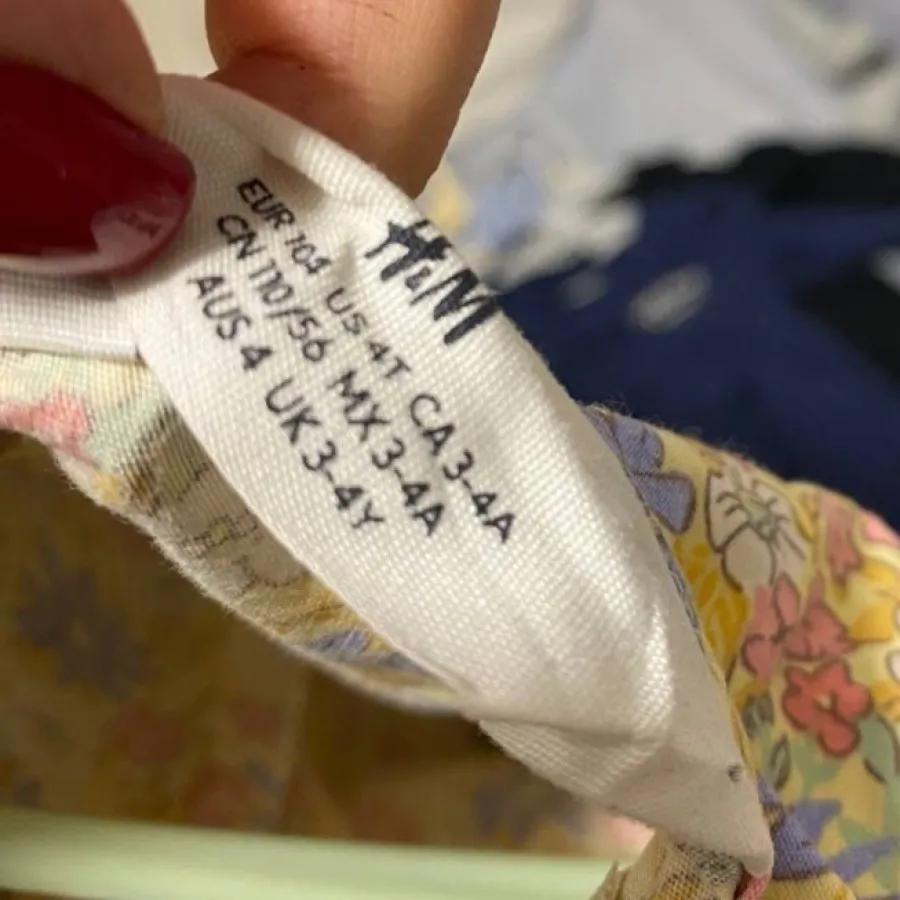 H&M
EUR 104 US 4T CA 3-4A
CN 110/56 MX 3-4A
AUS 4 UK 3-4Y